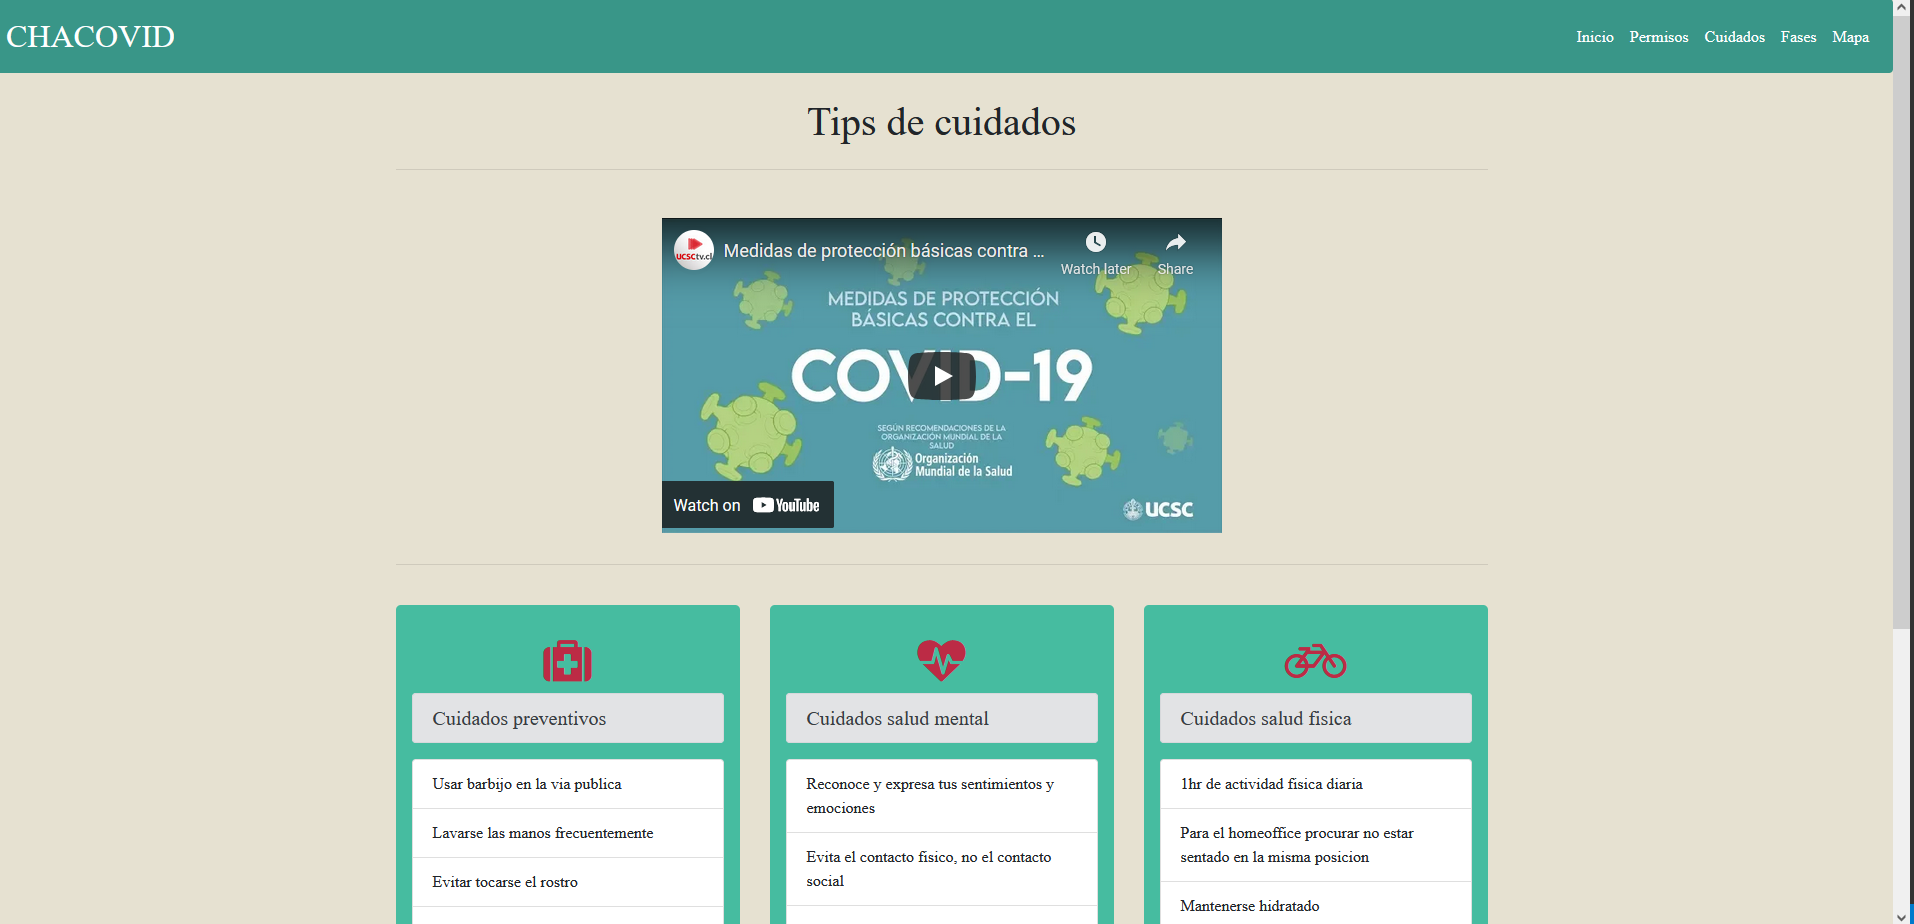 CHACOVID
Inicio Permisos Cuidados Fases Mapa
Tips de cuidados
UCSCtv.cl
Medidas de protección básicas contra ...
Watch later
Share
MEDIDAS DE PROTECCIÓN
BÁSICAS CONTRA EL
COVID-19
SEGÚN RECOMENDACIONES DE LA
ORGANIZACIÓN MUNDIAL DE LA
SALUD
Organización
Mundial de la Salud
Watch on YouTube
UCSC
Cuidados preventivos
Usar barbijo en la via publica
Lavarse las manos frecuentemente
Evitar tocarse el rostro
Cuidados salud mental
Reconoce y expresa tus sentimientos y
emociones
Evita el contacto fisico, no el contacto
social
Cuidados salud fisica
1hr de actividad fisica diaria
Para el homeoffice procurar no estar
sentado en la misma posicion
Mantenerse hidratado